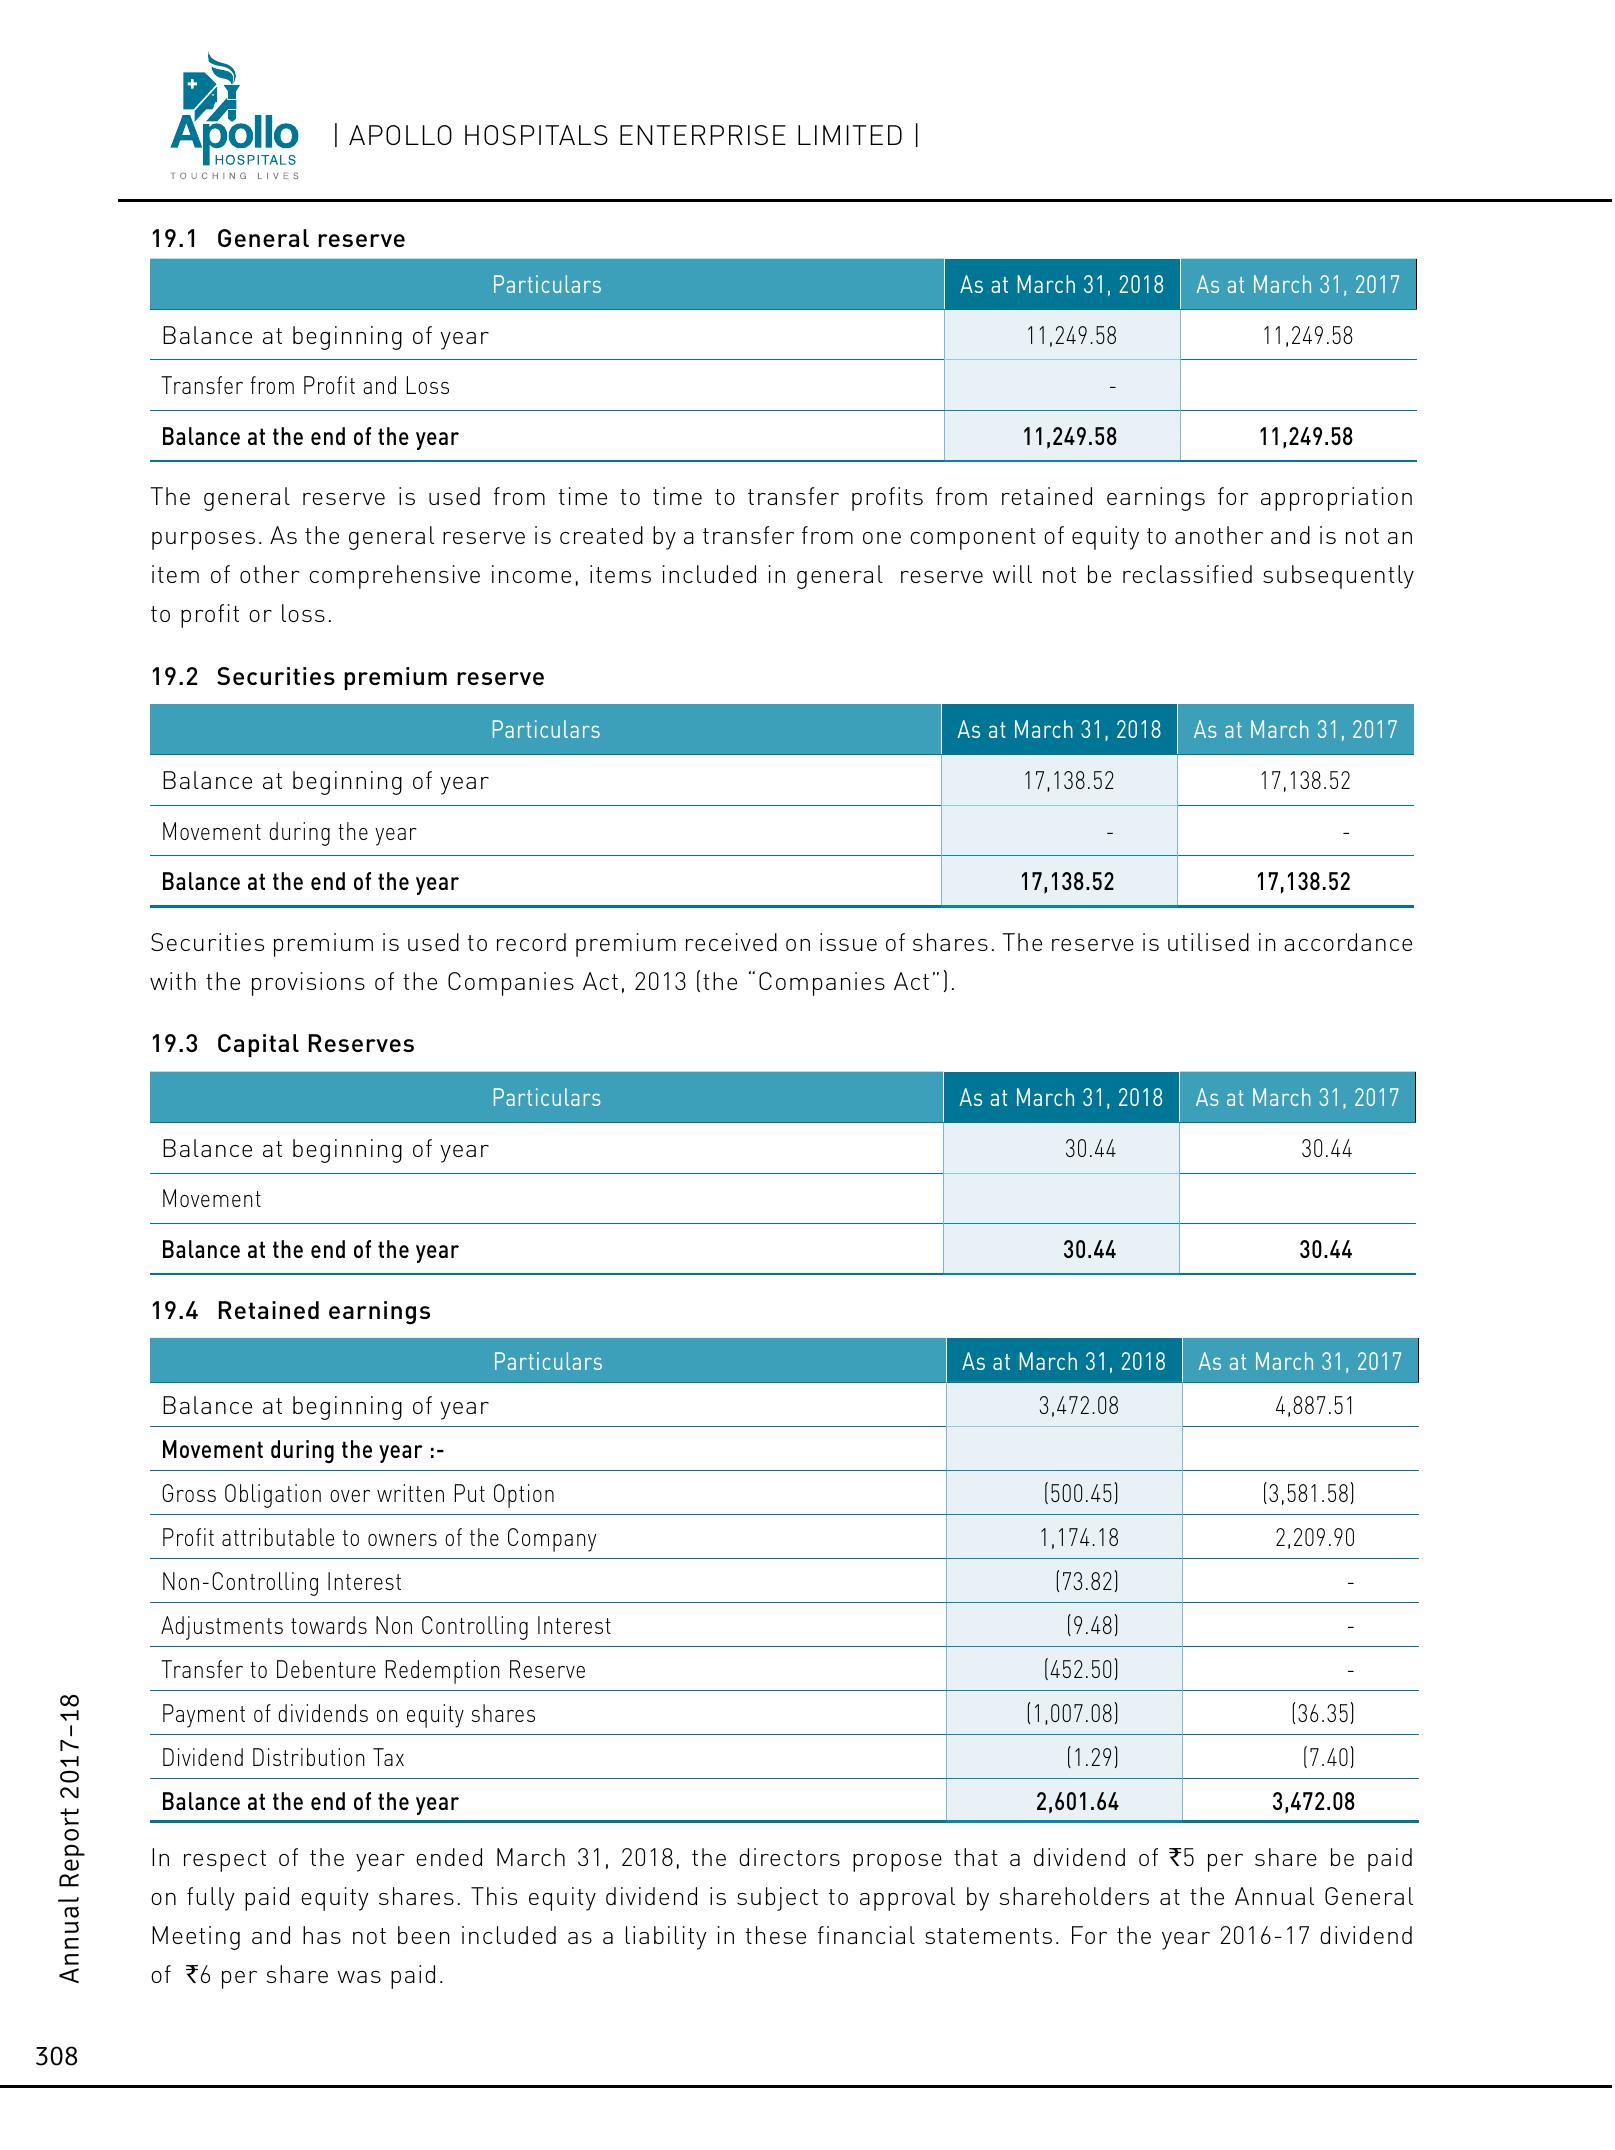 Apollo
HOSPITALS
TOUCHING LIVES
| APOLLO HOSPITALS ENTERPRISE LIMITED |
19.1 General reserve
Particulars As at March 31, 2018 As at March 31, 2017
Balance at beginning of year 11,249.58 11,249.58
Transfer from Profit and Loss -
Balance at the end of the year 11,249.58 11,249.58
The general reserve is used from time to time to transfer profits from retained earnings for appropriation
purposes. As the general reserve is created by a transfer from one component of equity to another and is not an
item of other comprehensive income, items included in general reserve will not be reclassified subsequently
to profit or loss.
19.2 Securities premium reserve
Particulars As at March 31, 2018 As at March 31, 2017
Balance at beginning of year 17,138.52 17,138.52
Movement during the year - -
Balance at the end of the year 17,138.52 17,138.52
Securities premium is used to record premium received on issue of shares. The reserve is utilised in accordance
with the provisions of the Companies Act, 2013 (the “Companies Act”).
19.3 Capital Reserves
Particulars As at March 31, 2018 As at March 31, 2017
Balance at beginning of year 30.44 30.44
Movement
Balance at the end of the year 30.44 30.44
19.4 Retained earnings
Particulars As at March 31, 2018 As at March 31, 2017
Balance at beginning of year 3,472.08 4,887.51
Movement during the year :-
Gross Obligation over written Put Option (500.45) (3,581.58)
Profit attributable to owners of the Company 1,174.18 2,209.90
Non-Controlling Interest (73.82) -
Adjustments towards Non Controlling Interest (9.48) -
Transfer to Debenture Redemption Reserve (452.50) -
Payment of dividends on equity shares (1,007.08) (36.35)
Dividend Distribution Tax (1.29) (7.40)
Balance at the end of the year 2,601.64 3,472.08
In respect of the year ended March 31, 2018, the directors propose that a dividend of ₹5 per share be paid
on fully paid equity shares. This equity dividend is subject to approval by shareholders at the Annual General
Meeting and has not been included as a liability in these financial statements. For the year 2016-17 dividend
of ₹6 per share was paid.
Annual Report 2017–18
308